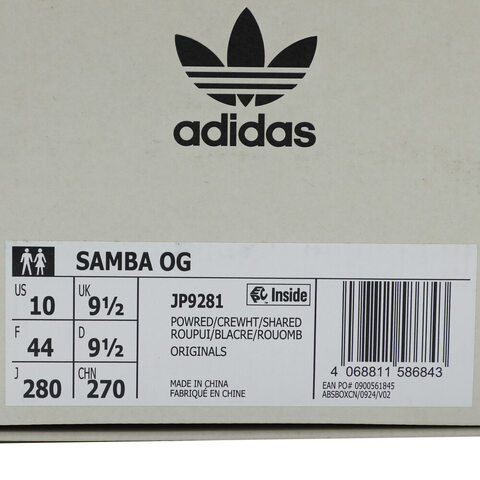 adidas
SAMBA OG
US UK
10 9½
F D
44 9½
J CHN
280 270
JP9281
Inside
POWRED/CREWHT/SHARED
ROUPUI/BLACRE/ROUOMB
ORIGINALS
MADE IN CHINA
FABRIQUÉ EN CHINE
4 068811 586843
EAN PO# 0900561845
ABSBOXCN/0924/V02